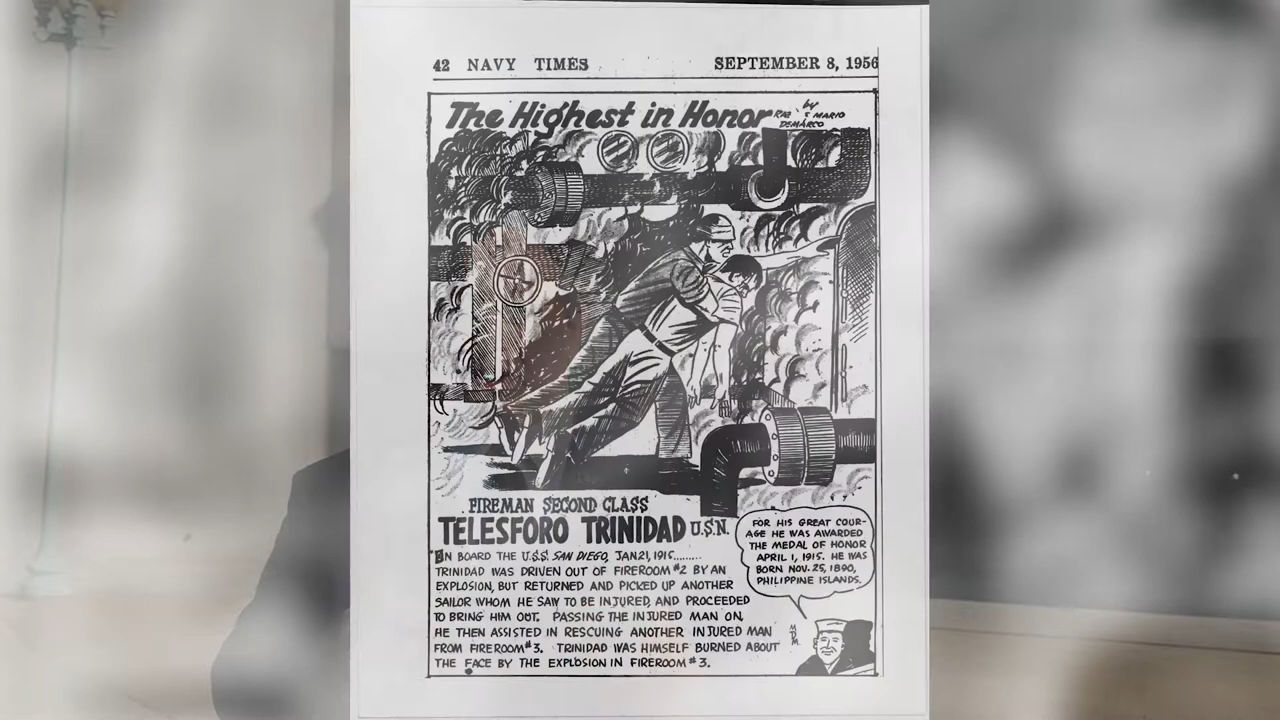 42 NAVY TIMES SEPTEMBER 8, 1956
The Highest in Honor
by
RAE & MARIO
DEMARCO
FIREMAN SECOND CLASS
TELESFORO TRINIDAD U.S.N.
ON BOARD THE U.S.S. SAN DIEGO, JAN.21, 1915........
TRINIDAD WAS DRIVEN OUT OF FIREROOM #2 BY AN
EXPLOSION, BUT RETURNED AND PICKED UP ANOTHER
SAILOR WHOM HE SAW TO BE INJURED, AND PROCEEDED
TO BRING HIM OUT. PASSING THE INJURED MAN ON,
HE THEN ASSISTED IN RESCUING ANOTHER INJURED MAN
FROM FIREROOM #3. TRINIDAD WAS HIMSELF BURNED ABOUT
THE FACE BY THE EXPLOSION IN FIREROOM #3.
FOR HIS GREAT COUR-
AGE HE WAS AWARDED
THE MEDAL OF HONOR
APRIL 1, 1915. HE WAS
BORN NOV. 25, 1890,
PHILIPPINE ISLANDS.